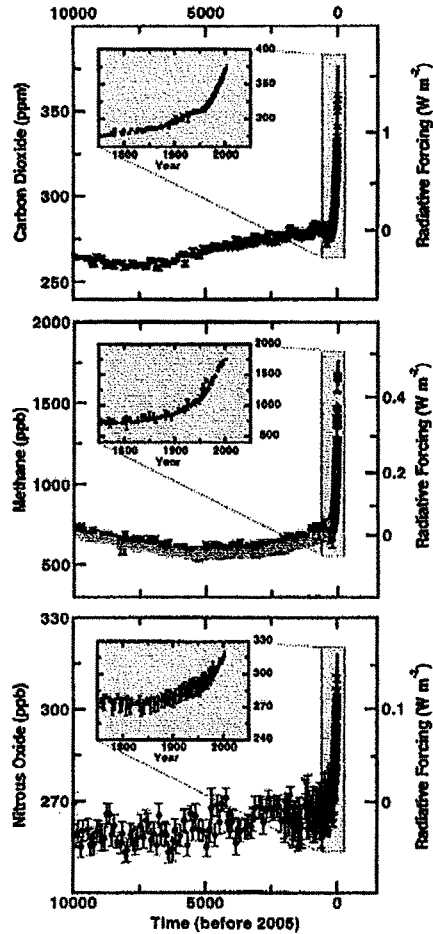 10000 5000 0
Carbon Dioxide (ppm)
350
300
250
400
350
300
1800 1900 2000
Year
1
0
Radiative Forcing (W m⁻²)
2000
1500
1000
500
Methane (ppb)
2000
1500
1000
500
1800 1900 2000
Year
0.4
0.2
0
Radiative Forcing (W m⁻²)
330
300
270
240
Nitrous Oxide (ppb)
330
300
270
240
1800 1900 2000
Year
0.1
0
Radiative Forcing (W m⁻²)
10000 5000 0
Time (before 2005)